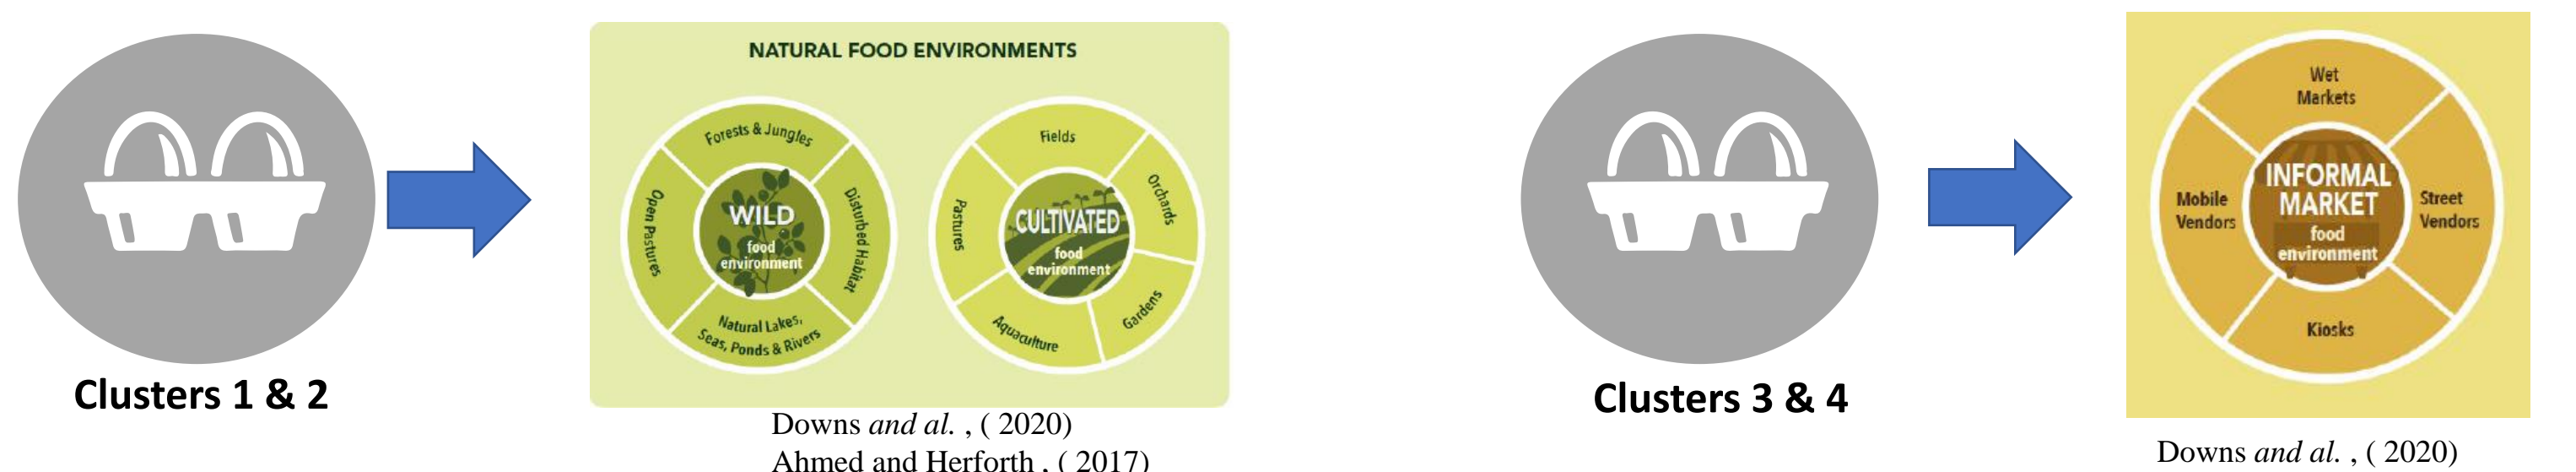 Clusters 1 & 2
NATURAL FOOD ENVIRONMENTS
Forests & Jungles
Disturbed Habitat
Natural Lakes,
Seas, Ponds & Rivers
Open Pastures
WILD
food
environment
Fields
Orchards
Gardens
Aquaculture
Pastures
CULTIVATED
food
environment
Downs and al. , ( 2020)
Ahmed and Herforth , ( 2017)
Clusters 3 & 4
Wet
Markets
Street
Vendors
Kiosks
Mobile
Vendors
INFORMAL
MARKET
food
environment
Downs and al. , ( 2020)